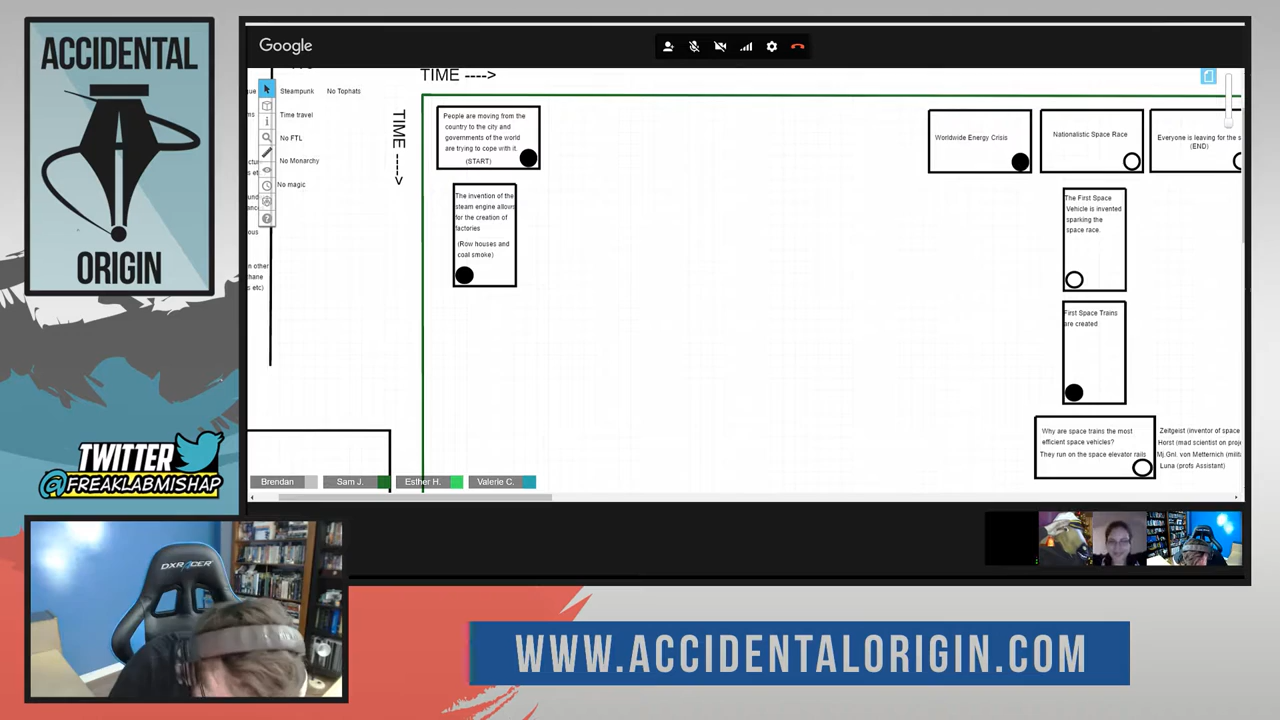 ACCIDENTAL
ORIGIN
TWITTER
@FREAKLABMISHAP
DXRACER
Google
TIME ---->
TIME ---->
Steampunk
No Tophats
Time travel
No FTL
No Monarchy
No magic
s etc
ous
n other
hane
s etc)
People are moving from the
country to the city and
governments of the world
are trying to cope with it.
(START)
The invention of the
steam engine allows
for the creation of
factories
(Row houses and
coal smoke)
Worldwide Energy Crisis
Nationalistic Space Race
Everyone is leaving for the s
(END)
The First Space
Vehicle is invented
sparking the
space race.
First Space Trains
are created
Why are space trains the most
efficient space vehicles?
They run on the space elevator rails
Zeitgeist (inventor of space
Horst (mad scientist on proje
Mj.Gnl. von Metternich (milit
Luna (profs Assistant)
Brendan
Sam J.
Esther H.
Valerie C.
WWW.ACCIDENTALORIGIN.COM